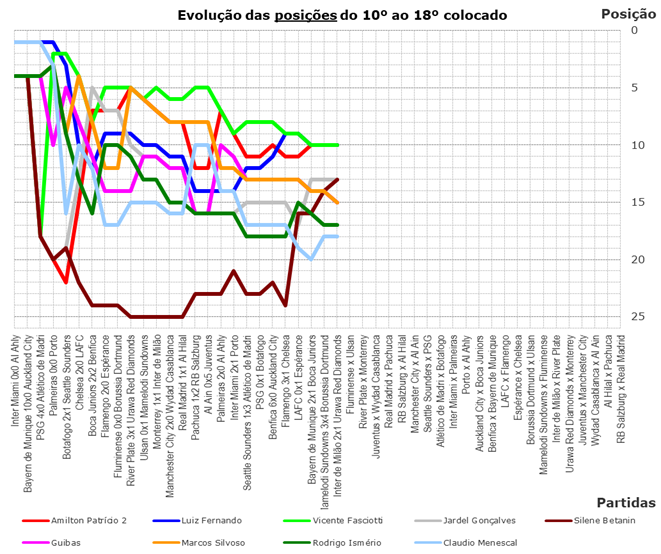 Evolução das posições do 10º ao 18º colocado
Posição
0
5
10
15
20
25
Inter Miami 0x0 Al Ahly
Bayern de Munique 10x0 Auckland City
PSG 4x0 Atlético de Madri
Palmeiras 0x0 Porto
Botafogo 2x1 Seattle Sounders
Chelsea 2x0 LAFC
Boca Juniors 2x2 Benfica
Flamengo 2x0 Espérance
Fluminense 0x0 Borussia Dortmund
River Plate 3x1 Urawa Red Diamonds
Ulsan 0x1 Mamelodi Sundowns
Monterrey 1x1 Inter de Milão
Manchester City 2x0 Wydad Casablanca
Real Madrid 1x1 Al Hilal
Pachuca 1x2 RB Salzburg
Al Ain 0x5 Juventus
Palmeiras 2x0 Al Ahly
Inter Miami 2x1 Porto
Seattle Sounders 1x3 Atlético de Madri
PSG 0x1 Botafogo
Benfica 6x0 Auckland City
Flamengo 3x1 Chelsea
LAFC 0x1 Espérance
Bayern de Munique 2x1 Boca Juniors
lamelodi Sundowns 3x4 Borussia Dortmund
Inter de Milão 2x1 Urawa Red Diamonds
Fluminense x Ulsan
River Plate x Monterrey
Juventus x Wydad Casablanca
Real Madrid x Pachuca
RB Salzburg x Al Hilal
Manchester City x Al Ain
Seattle Sounders x PSG
Atlético de Madri x Botafogo
Inter Miami x Palmeiras
Porto x Al Ahly
Auckland City x Boca Juniors
Benfica x Bayern de Munique
LAFC x Flamengo
Espérance x Chelsea
Borussia Dortmund x Ulsan
Mamelodi Sundowns x Fluminense
Inter de Milão x River Plate
Urawa Red Diamonds x Monterrey
Juventus x Manchester City
Wydad Casablanca x Al Ain
Al Hilal x Pachuca
RB Salzburg x Real Madrid
Partidas
Amilton Patrício 2
Luiz Fernando
Vicente Fasciotti
Jardel Gonçalves
Silene Betanin
Guibas
Marcos Silvoso
Rodrigo Ismério
Claudio Menescal